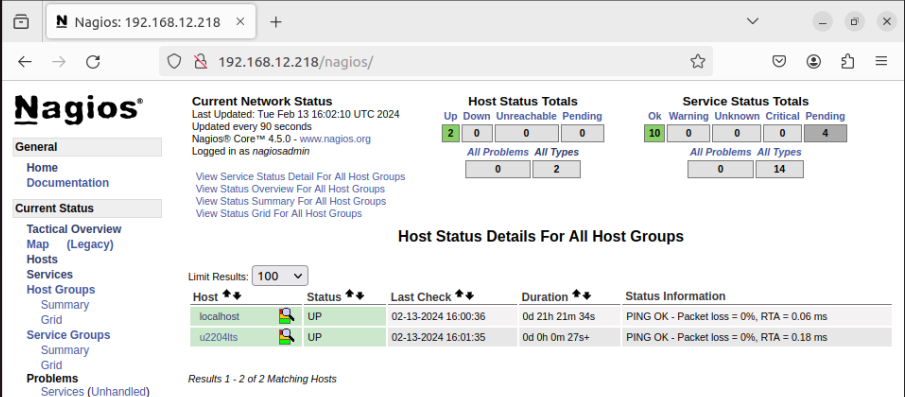 Nagios: 192.168.12.218
192.168.12.218/nagios/
Nagios®
General
Home
Documentation
Current Status
Tactical Overview
Map (Legacy)
Hosts
Services
Host Groups
Summary
Grid
Service Groups
Summary
Grid
Problems
Services (Unhandled)
Current Network Status
Last Updated: Tue Feb 13 16:02:10 UTC 2024
Updated every 90 seconds
Nagios® Core™ 4.5.0 - www.nagios.org
Logged in as nagiosadmin
View Service Status Detail For All Host Groups
View Status Overview For All Host Groups
View Status Summary For All Host Groups
View Status Grid For All Host Groups
Host Status Totals
Up Down Unreachable Pending
2 0 0 0
All Problems All Types
0 2
Service Status Totals
Ok Warning Unknown Critical Pending
10 0 0 0 4
All Problems All Types
0 14
Host Status Details For All Host Groups
Limit Results: 100
Host Status Last Check Duration Status Information
localhost UP 02-13-2024 16:00:36 0d 21h 21m 34s PING OK - Packet loss = 0%, RTA = 0.06 ms
u2204lts UP 02-13-2024 16:01:35 0d 0h 0m 27s+ PING OK - Packet loss = 0%, RTA = 0.18 ms
Results 1 - 2 of 2 Matching Hosts